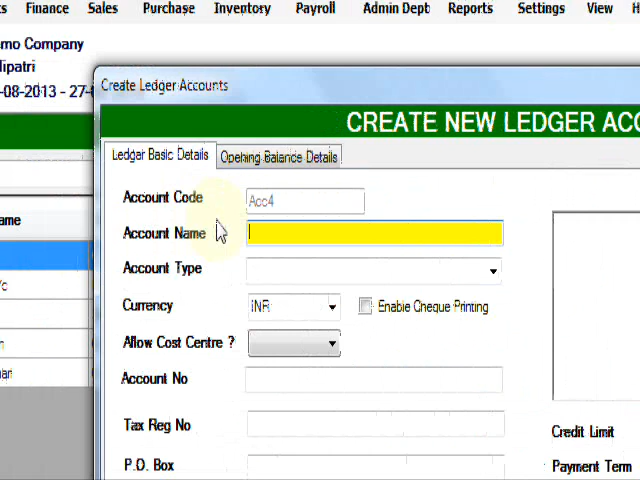 ts Finance Sales Purchase Inventory Payroll Admin Dept Reports Settings View H
emo Company
lipatri
-08-2013 - 27-
Create Ledger Accounts
CREATE NEW LEDGER ACC
Ledgar Basic Details Opening Balance Details
Account Code Acc4
ame
Account Name
Account Type
Currency INR Enable Cheque Printing
Allow Cost Centre ?
Account No
Tax Reg No
Credit Limit
P.O. Box
Payment Term